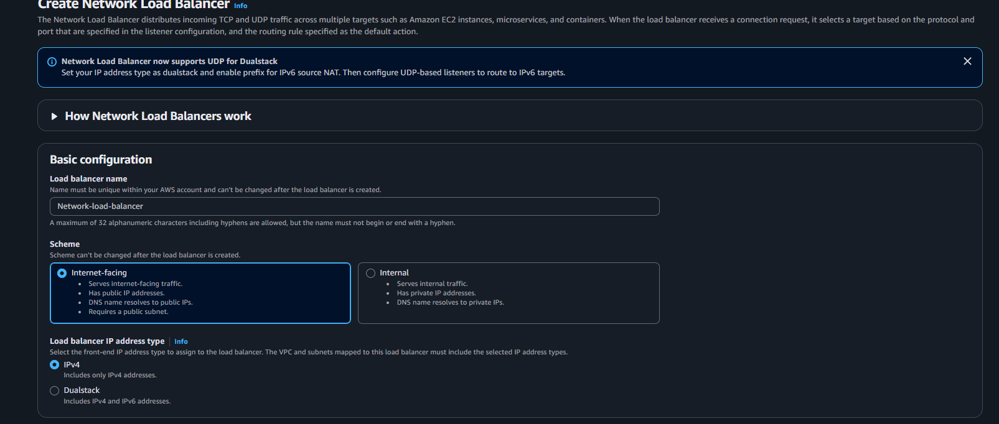 Create Network Load Balancer Info
The Network Load Balancer distributes incoming TCP and UDP traffic across multiple targets such as Amazon EC2 instances, microservices, and containers. When the load balancer receives a connection request, it selects a target based on the protocol and
port that are specified in the listener configuration, and the routing rule specified as the default action.
Network Load Balancer now supports UDP for Dualstack
Set your IP address type as dualstack and enable prefix for IPv6 source NAT. Then configure UDP-based listeners to route to IPv6 targets.
How Network Load Balancers work
Basic configuration
Load balancer name
Name must be unique within your AWS account and can't be changed after the load balancer is created.
Network-load-balancer
A maximum of 32 alphanumeric characters including hyphens are allowed, but the name must not begin or end with a hyphen.
Scheme
Scheme can't be changed after the load balancer is created.
Internet-facing
• Serves internet-facing traffic.
• Has public IP addresses.
• DNS name resolves to public IPs.
• Requires a public subnet.
Internal
• Serves internal traffic.
• Has private IP addresses.
• DNS name resolves to private IPs.
Load balancer IP address type Info
Select the front-end IP address type to assign to the load balancer. The VPC and subnets mapped to this load balancer must include the selected IP address types.
IPv4
Includes only IPv4 addresses.
Dualstack
Includes IPv4 and IPv6 addresses.